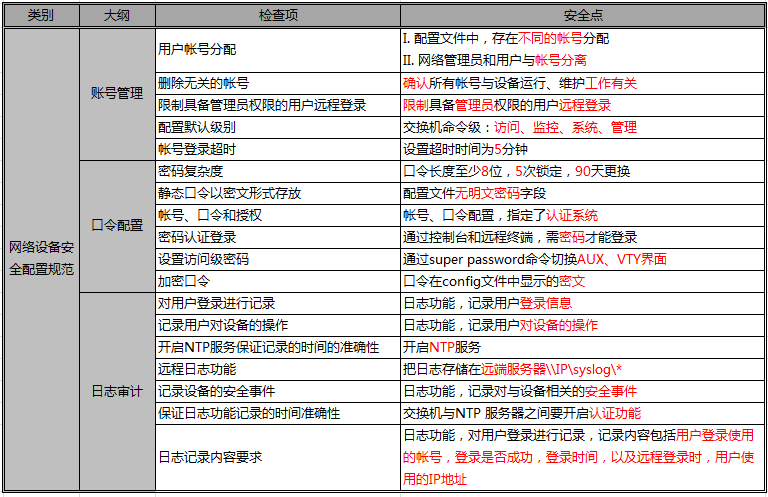 类别 大纲 检查项 安全点
网络设备安
全配置规范
账号管理
用户帐号分配
I. 配置文件中，存在不同的帐号分配
II. 网络管理员和用户与帐号分离
删除无关的帐号 确认所有帐号与设备运行、维护工作有关
限制具备管理员权限的用户远程登录 限制具备管理员权限的用户远程登录
配置默认级别 交换机命令级：访问、监控、系统、管理
帐号登录超时 设置超时时间为5分钟
口令配置
密码复杂度 口令长度至少8位，5次锁定，90天更换
静态口令以密文形式存放 配置文件无明文密码字段
帐号、口令和授权 帐号、口令配置，指定了认证系统
密码认证登录 通过控制台和远程终端，需密码才能登录
设置访问级密码 通过super password命令切换AUX、VTY界面
加密口令 口令在config文件中显示的密文
日志审计
对用户登录进行记录 日志功能，记录用户登录信息
记录用户对设备的操作 日志功能，记录用户对设备的操作
开启NTP服务保证记录的时间的准确性 开启NTP服务
远程日志功能 把日志存储在远端服务器\\IP\syslog\*
记录设备的安全事件 日志功能，记录对与设备相关的安全事件
保证日志功能记录的时间准确性 交换机与NTP 服务器之间要开启认证功能
日志记录内容要求
日志功能，对用户登录进行记录，记录内容包括用户登录使用
的帐号，登录是否成功，登录时间，以及远程登录时，用户使
用的IP地址